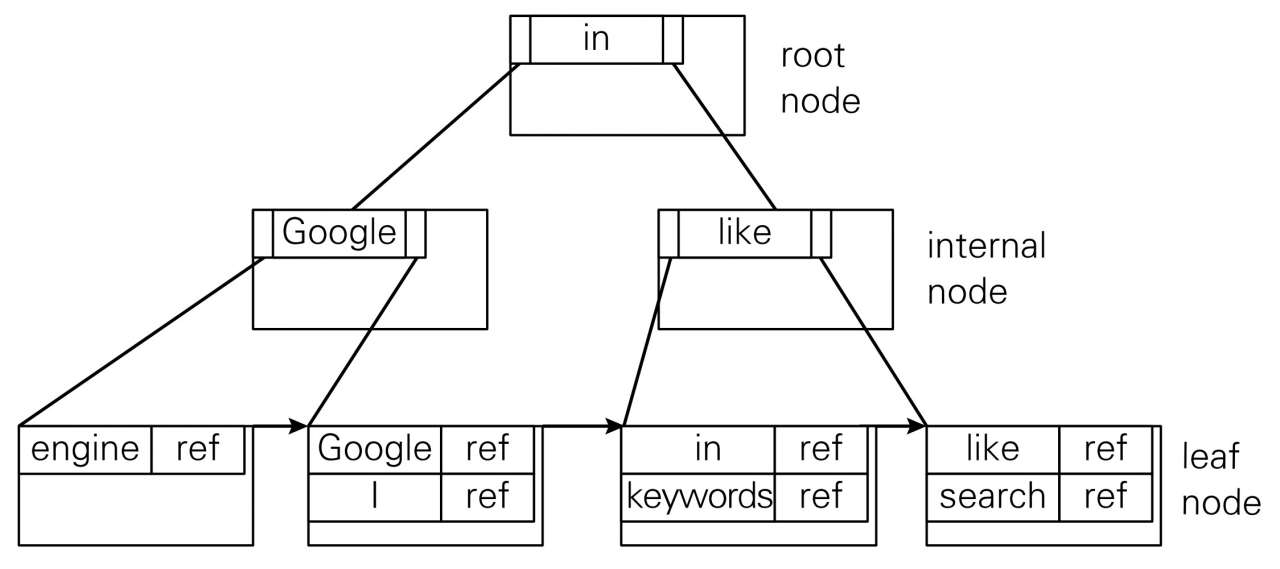 in
root
node
Google
like
internal
node
engine ref
Google ref
I ref
in ref
keywords ref
like ref
search ref
leaf
node